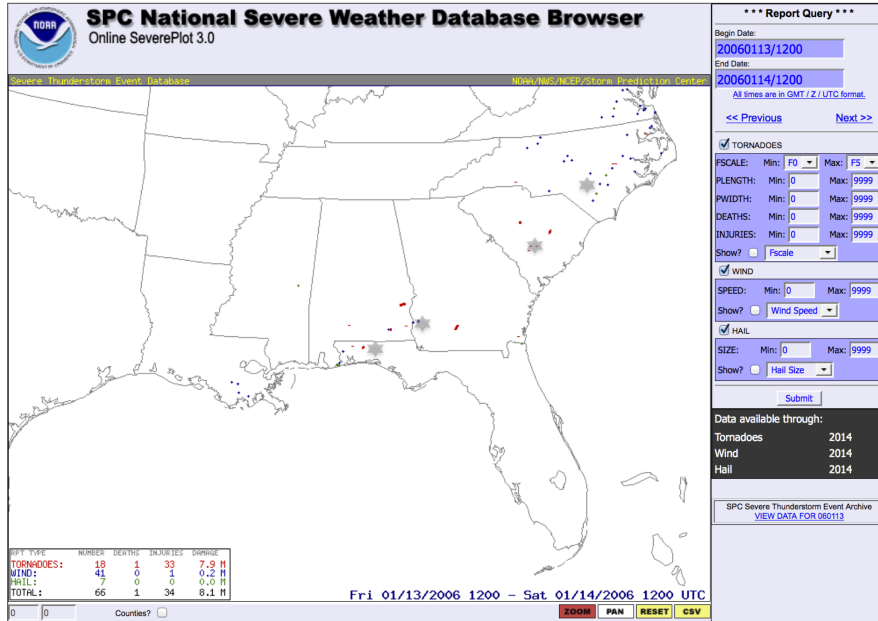 NOAA
SPC National Severe Weather Database Browser
Online SeverePlot 3.0
Severe Thunderstorm Event Database
NOAA/NWS/NCEP/Storm Prediction Center
RPT TYPE NUMBER DEATHS INJURIES DAMAGE
TORNADOES: 18 1 33 7.9 M
WIND: 41 0 1 0.2 M
HAIL: 7 0 0 0.0 M
TOTAL: 66 1 34 8.1 M
Fri 01/13/2006 1200 - Sat 01/14/2006 1200 UTC
0 0 Counties? ZOOM PAN RESET CSV
* * * Report Query * * *
Begin Date:
20060113/1200
End Date:
20060114/1200
All times are in GMT / Z / UTC format.
<< Previous Next >>
TORNADOES
FSCALE: Min: F0 Max: F5
PLENGTH: Min: 0 Max: 9999
PWIDTH: Min: 0 Max: 9999
DEATHS: Min: 0 Max: 9999
INJURIES: Min: 0 Max: 9999
Show? Fscale
WIND
SPEED: Min: 0 Max: 9999
Show? Wind Speed
HAIL
SIZE: Min: 0 Max: 9999
Show? Hail Size
Submit
Data available through:
Tornadoes 2014
Wind 2014
Hail 2014
SPC Severe Thunderstorm Event Archive
VIEW DATA FOR 060113